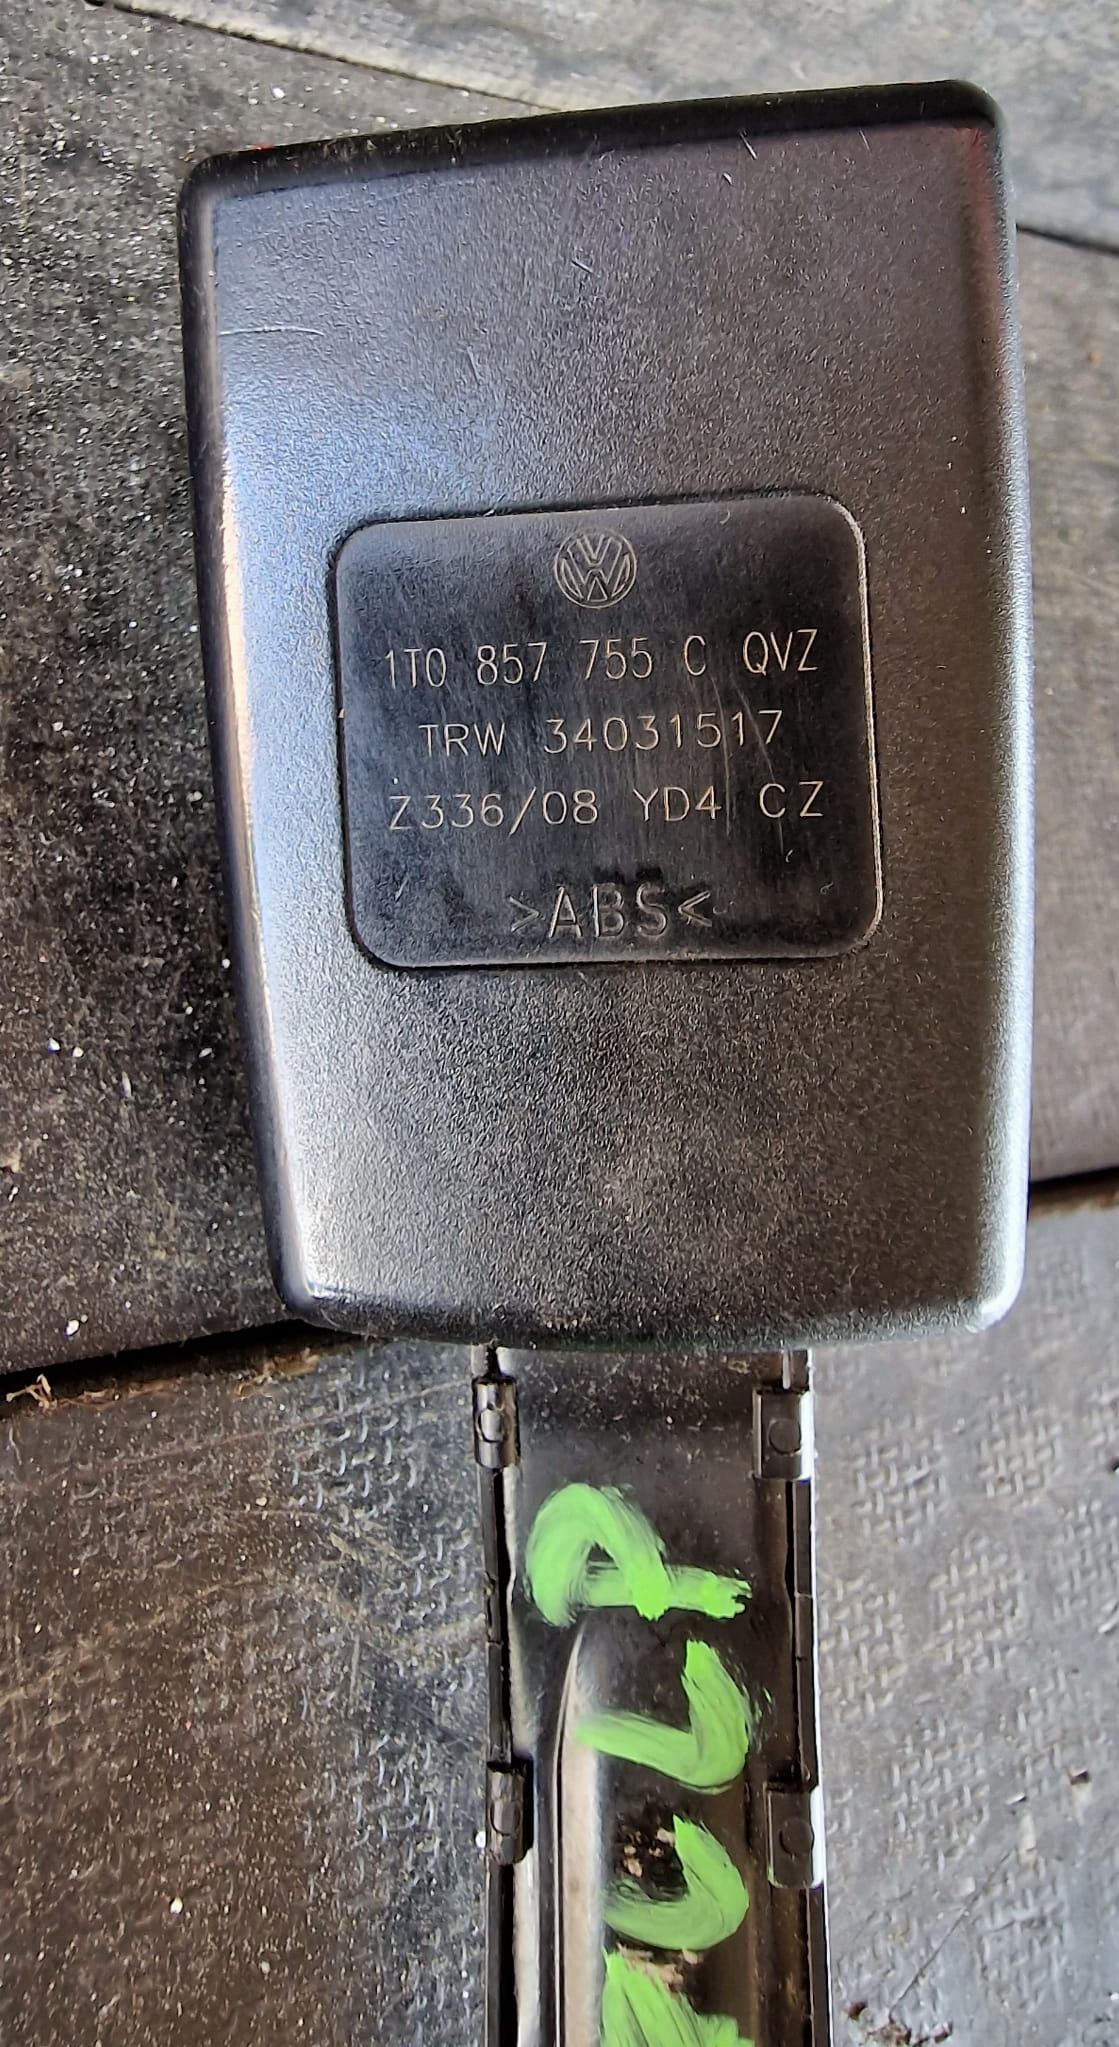 1T0 857 755 C QVZ
TRW 34031517
Z336/08 YD4 CZ
>ABS<